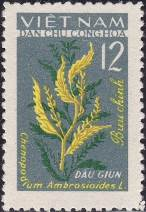 VIỆT NAM
DÂN CHỦ CỘNG HÒA
12
Bưu chính
DẦU GIUN
Chenopodium Ambrosioides L.